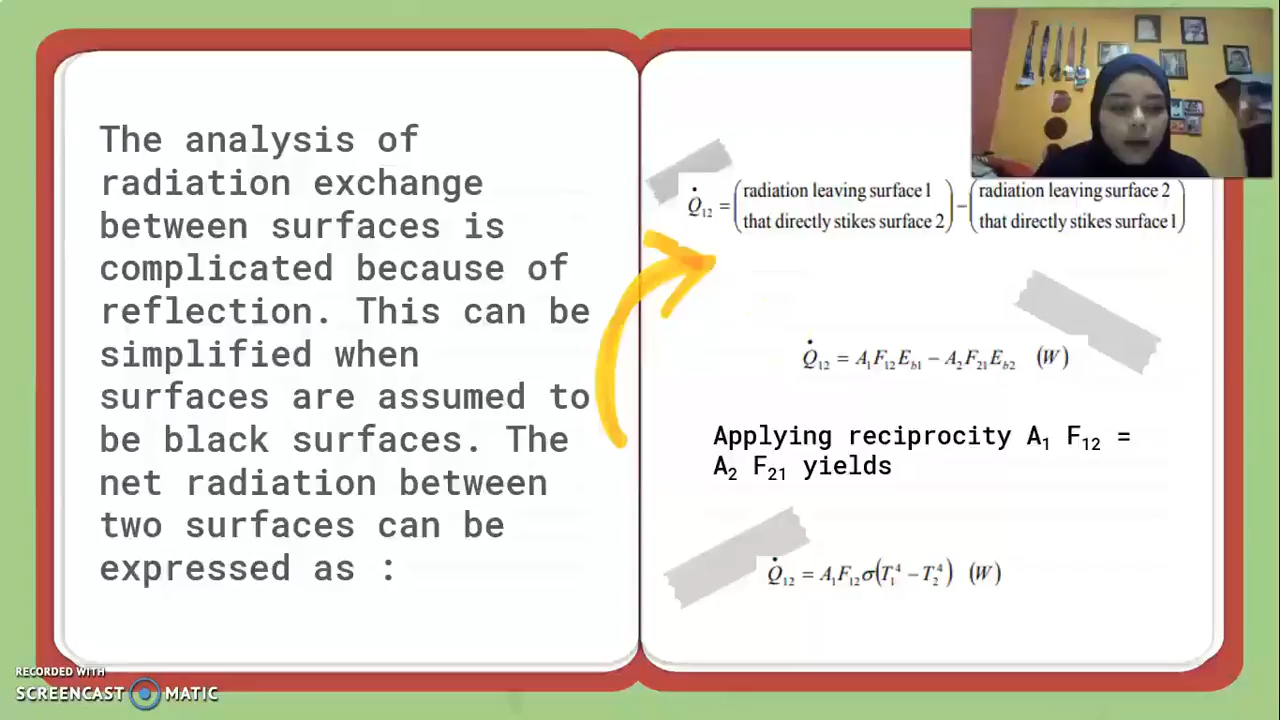 The analysis of
radiation exchange
between surfaces is
complicated because of
reflection. This can be
simplified when
surfaces are assumed to
be black surfaces. The
net radiation between
two surfaces can be
expressed as :
Q̇₁₂ = (radiation leaving surface 1 that directly stikes surface 2) − (radiation leaving surface 2 that directly stikes surface 1)
Q̇₁₂ = A₁F₁₂E_b1 − A₂F₂₁E_b2 (W)
Applying reciprocity A₁ F₁₂ =
A₂ F₂₁ yields
Q̇₁₂ = A₁F₁₂σ(T₁⁴ − T₂⁴) (W)
RECORDED WITH
SCREENCAST MATIC